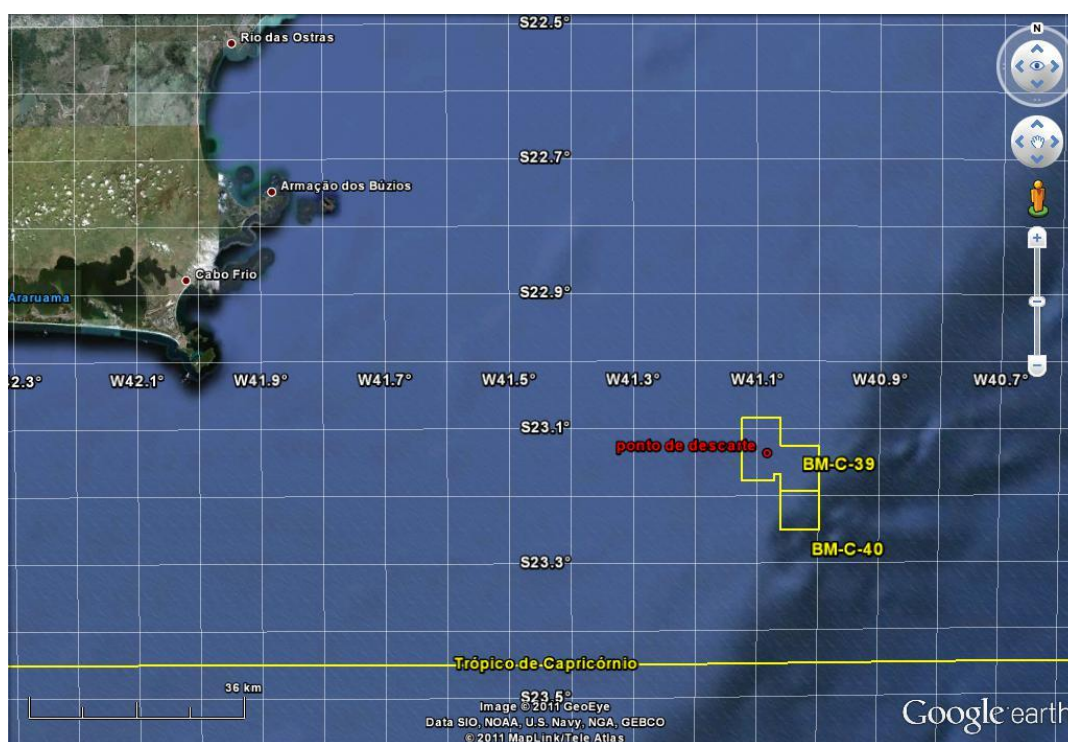 S22.5°
N
Rio das Ostras
S22.7°
Armação dos Búzios
Cabo Frio
Araruama
S22.9°
2.3°
W42.1°
W41.9°
W41.7°
W41.5°
W41.3°
W41.1°
W40.9°
W40.7°
S23.1°
ponto de descarte
BM-C-39
BM-C-40
S23.3°
Trópico de Capricórnio
36 km
S23.5°
Image © 2011 GeoEye
Data SIO, NOAA, U.S. Navy, NGA, GEBCO
© 2011 MapLink/Tele Atlas
Google earth